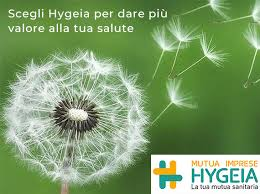 Scegli Hygeia per dare più
valore alla tua salute
MUTUA IMPRESE
HYGEIA
La tua mutua sanitaria